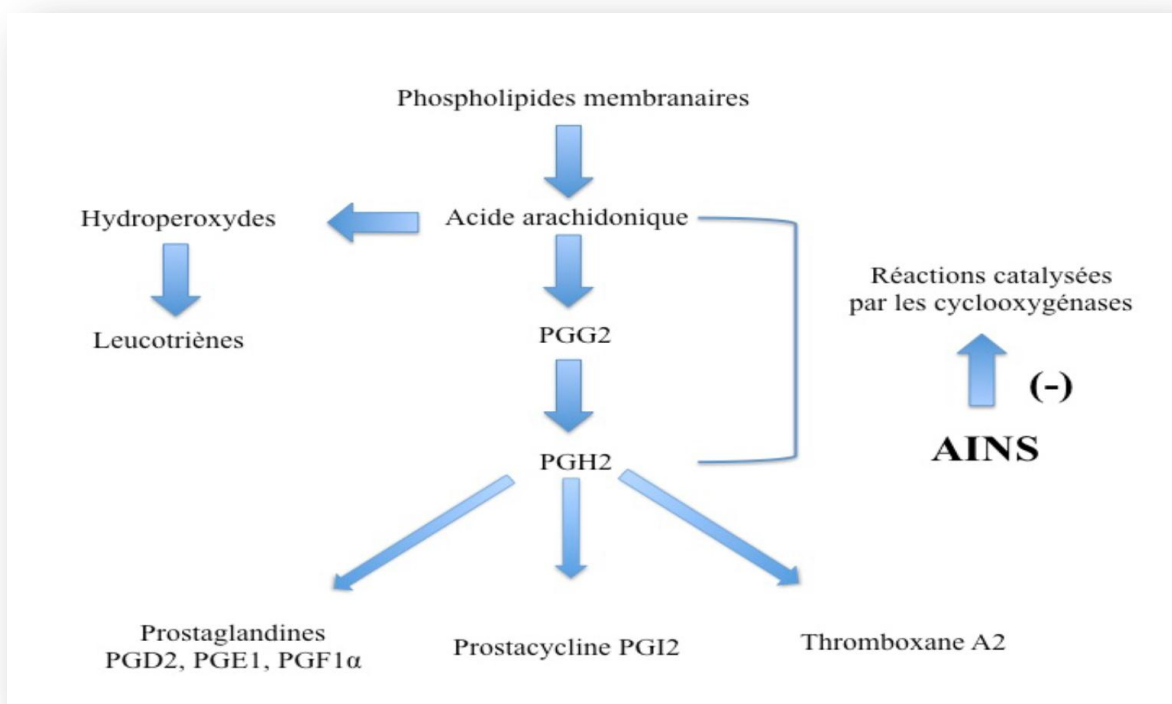 Phospholipides membranaires
Hydroperoxydes
Acide arachidonique
Réactions catalysées
par les cyclooxygénases
Leucotriènes
PGG2
(-)
AINS
PGH2
Prostaglandines
PGD2, PGE1, PGF1α
Prostacycline PGI2
Thromboxane A2